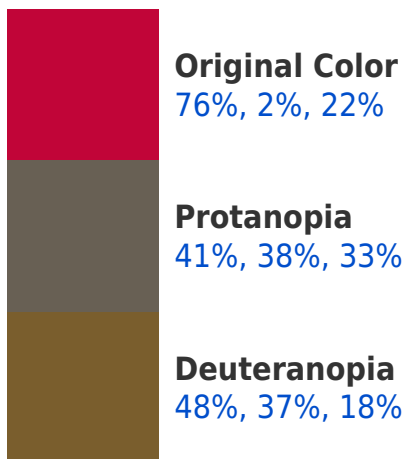 Original Color
76%, 2%, 22%
Protanopia
41%, 38%, 33%
Deuteranopia
48%, 37%, 18%